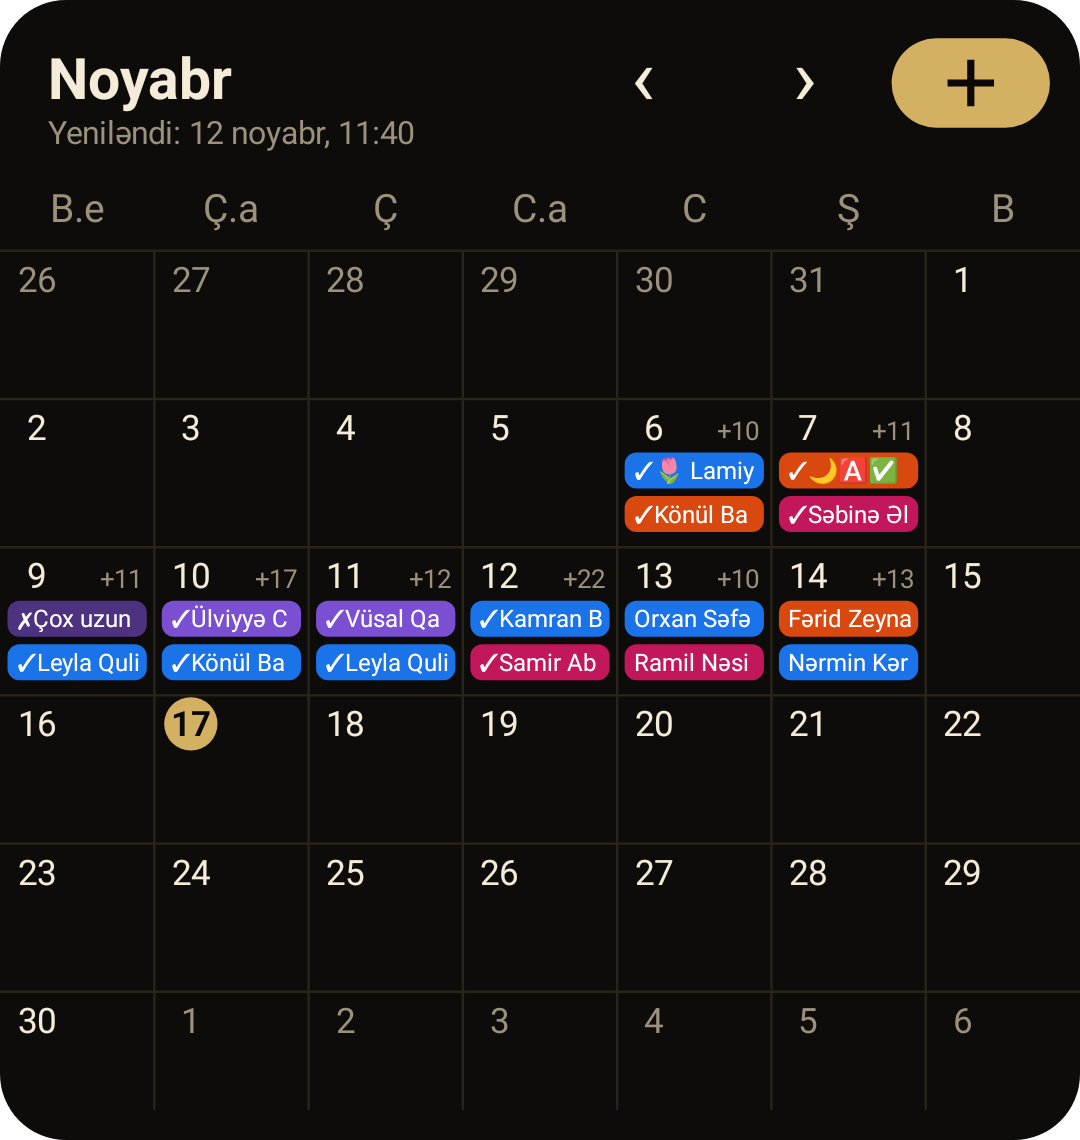 Noyabr
‹ › +
Yeniləndi: 12 noyabr, 11:40
B.e Ç.a Ç C.a C Ş B
26 27 28 29 30 31 1
2 3 4 5 6 +10 7 +11 8
✓🌷 Lamiy ✓🌙🅰️✅
✓Könül Ba ✓Səbinə Əl
9 +11 10 +17 11 +12 12 +22 13 +10 14 +13 15
✗Çox uzun ✓Ülviyyə C ✓Vüsal Qa ✓Kamran B Orxan Səfə Fərid Zeyna
✓Leyla Quli ✓Könül Ba ✓Leyla Quli ✓Samir Ab Ramil Nəsi Nərmin Kər
16 17 18 19 20 21 22
23 24 25 26 27 28 29
30 1 2 3 4 5 6